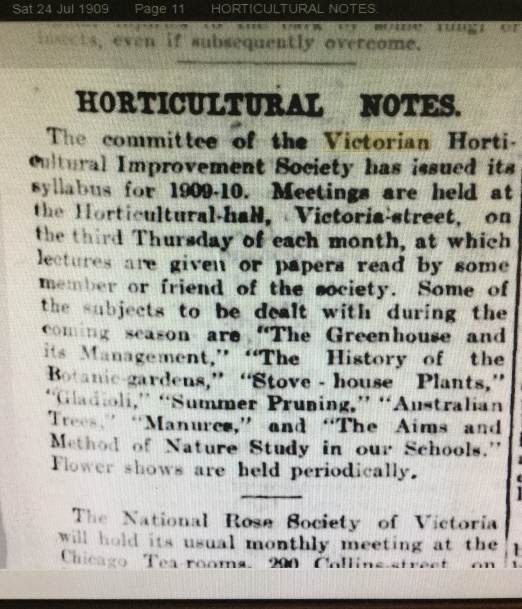 Sat 24 Jul 1909 Page 11 HORTICULTURAL NOTES.
to the bark by some fungi or
insects, even if subsequently overcome.
HORTICULTURAL NOTES.
The committee of the Victorian Horti-
cultural Improvement Society has issued its
syllabus for 1909-10. Meetings are held at
the Horticultural-hall, Victoria-street, on
the third Thursday of each month, at which
lectures are given or papers read by some
member or friend of the society. Some of
the subjects to be dealt with during the
coming season are "The Greenhouse and
its Management," "The History of the
Botanic-gardens," "Stove-house Plants,"
"Gladioli," "Summer Pruning," "Australian
Trees," "Manures," and "The Aims and
Method of Nature Study in our Schools."
Flower shows are held periodically.
The National Rose Society of Victoria
will hold its usual monthly meeting at the
Chicago Tea-rooms, 290 Collins-street, on